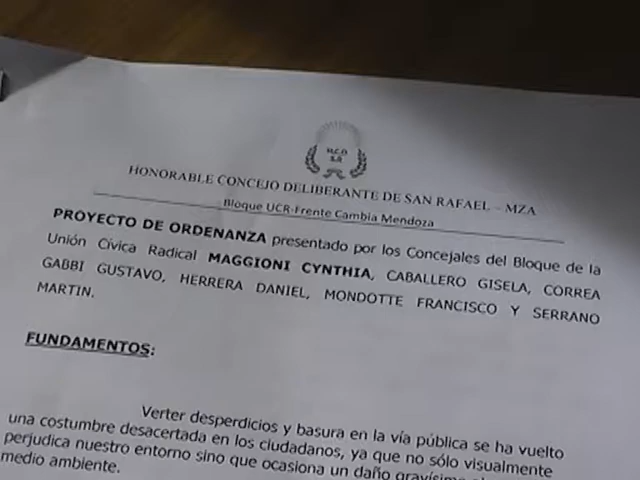 H.C.D
S.R
HONORABLE CONCEJO DELIBERANTE DE SAN RAFAEL – MZA
Bloque UCR-Frente Cambia Mendoza
PROYECTO DE ORDENANZA presentado por los Concejales del Bloque de la
Unión Cívica Radical MAGGIONI CYNTHIA, CABALLERO GISELA, CORREA
GABBI GUSTAVO, HERRERA DANIEL, MONDOTTE FRANCISCO Y SERRANO
MARTIN.
FUNDAMENTOS:
Verter desperdicios y basura en la vía pública se ha vuelto
una costumbre desacertada en los ciudadanos, ya que no sólo visualmente
perjudica nuestro entorno sino que ocasiona un daño gravísimo
medio ambiente.